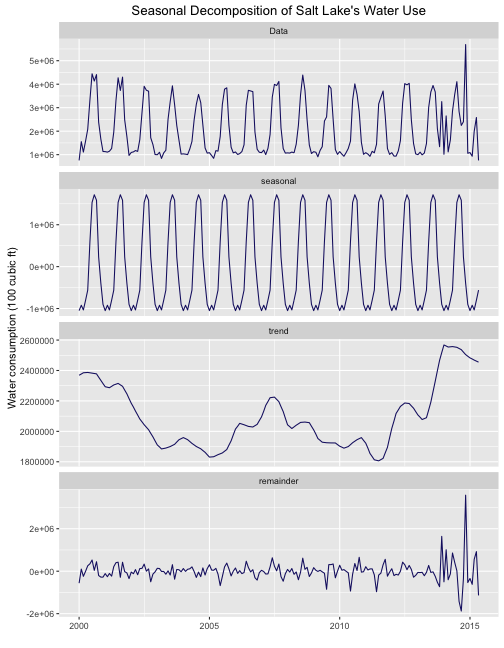 Seasonal Decomposition of Salt Lake's Water Use
Data
5e+06
4e+06
3e+06
2e+06
1e+06
seasonal
1e+06
0e+00
-1e+06
Water consumption (100 cubic ft)
trend
2600000
2400000
2200000
2000000
1800000
remainder
2e+06
0e+00
-2e+06
2000 2005 2010 2015